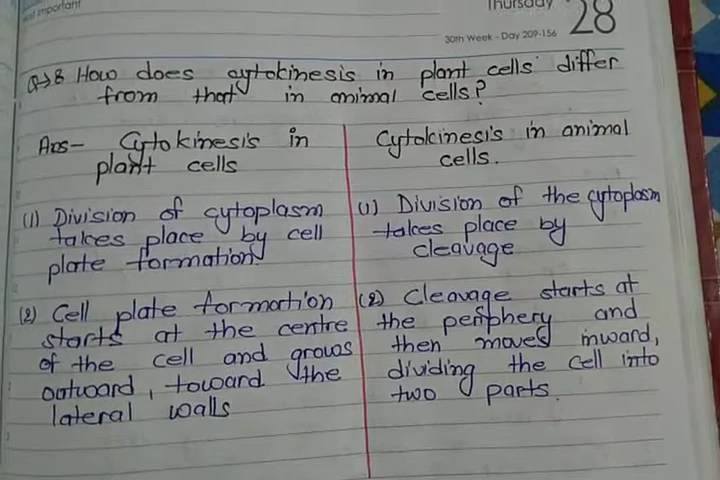 Thursday
28
30th Week - Day 209-156
Q→8 How does cytokinesis in plant cells differ
from that in animal cells?
Ans- Cytokinesis in
plant cells
(1) Division of cytoplasm
takes place by cell
plate formation.
(2) Cell plate formation
starts at the centre
of the cell and grows
outward, toward the
lateral walls
Cytokinesis in animal
cells.
(1) Division of the cytoplasm
takes place by
cleavage
(2) Cleavage starts at
the periphery and
then moves inward,
dividing the cell into
two parts.